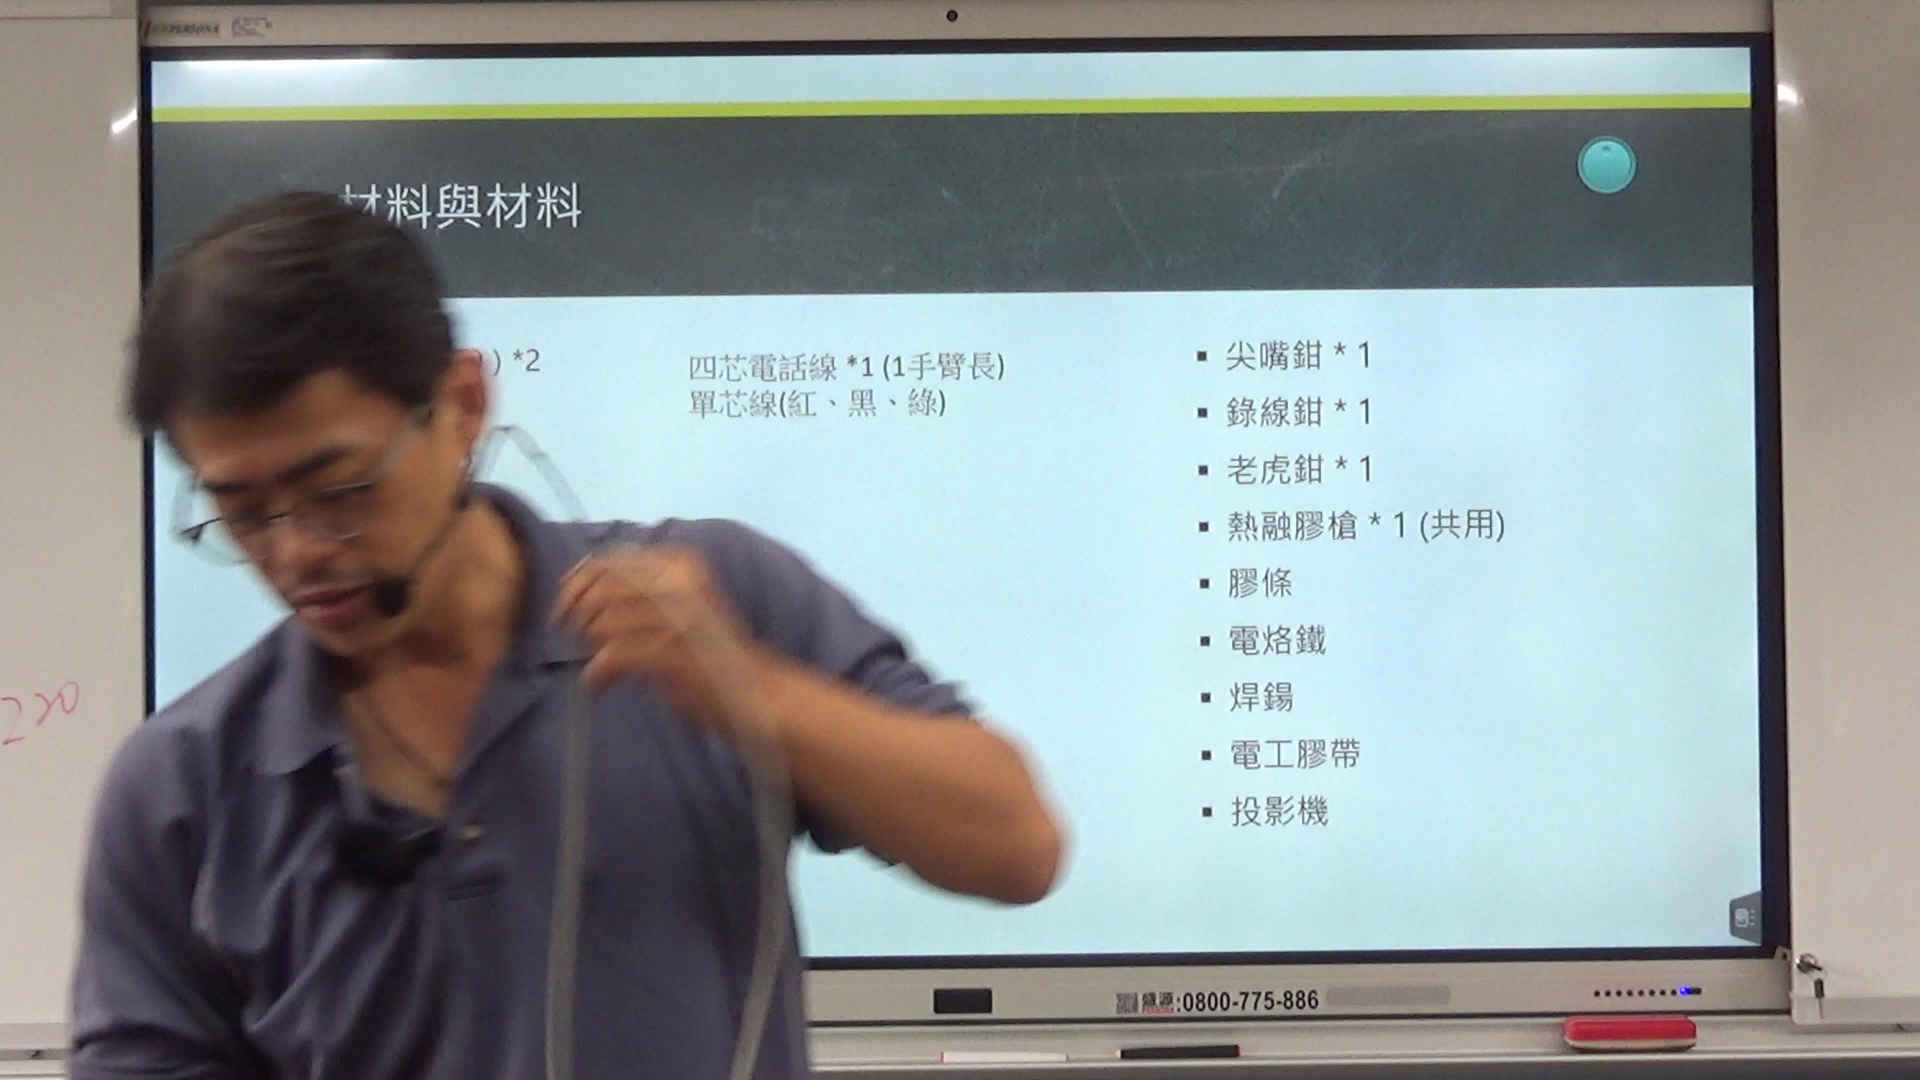 材料與材料
) *2
四芯電話線 *1 (1手臂長)
單芯線(紅、黑、綠)
▪ 尖嘴鉗 * 1
▪ 錄線鉗 * 1
▪ 老虎鉗 * 1
▪ 熱融膠槍 * 1 (共用)
▪ 膠條
▪ 電烙鐵
▪ 焊錫
▪ 電工膠帶
▪ 投影機
220
盛源:0800-775-886